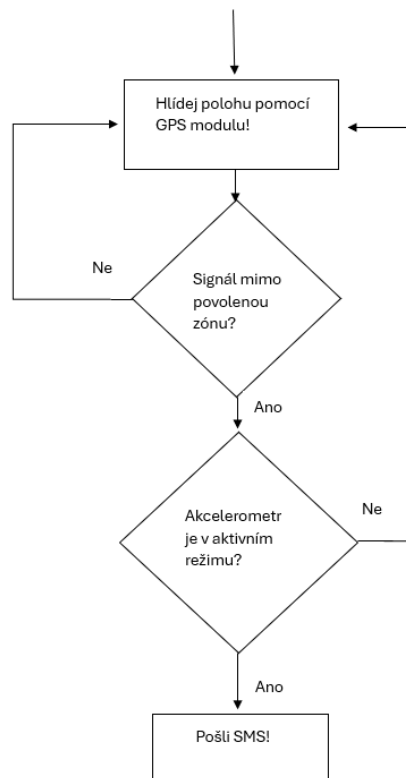 Hlídej polohu pomocí
GPS modulu!
Ne
Signál mimo
povolenou
zónu?
Ano
Akcelerometr
je v aktivním
režimu?
Ne
Ano
Pošli SMS!